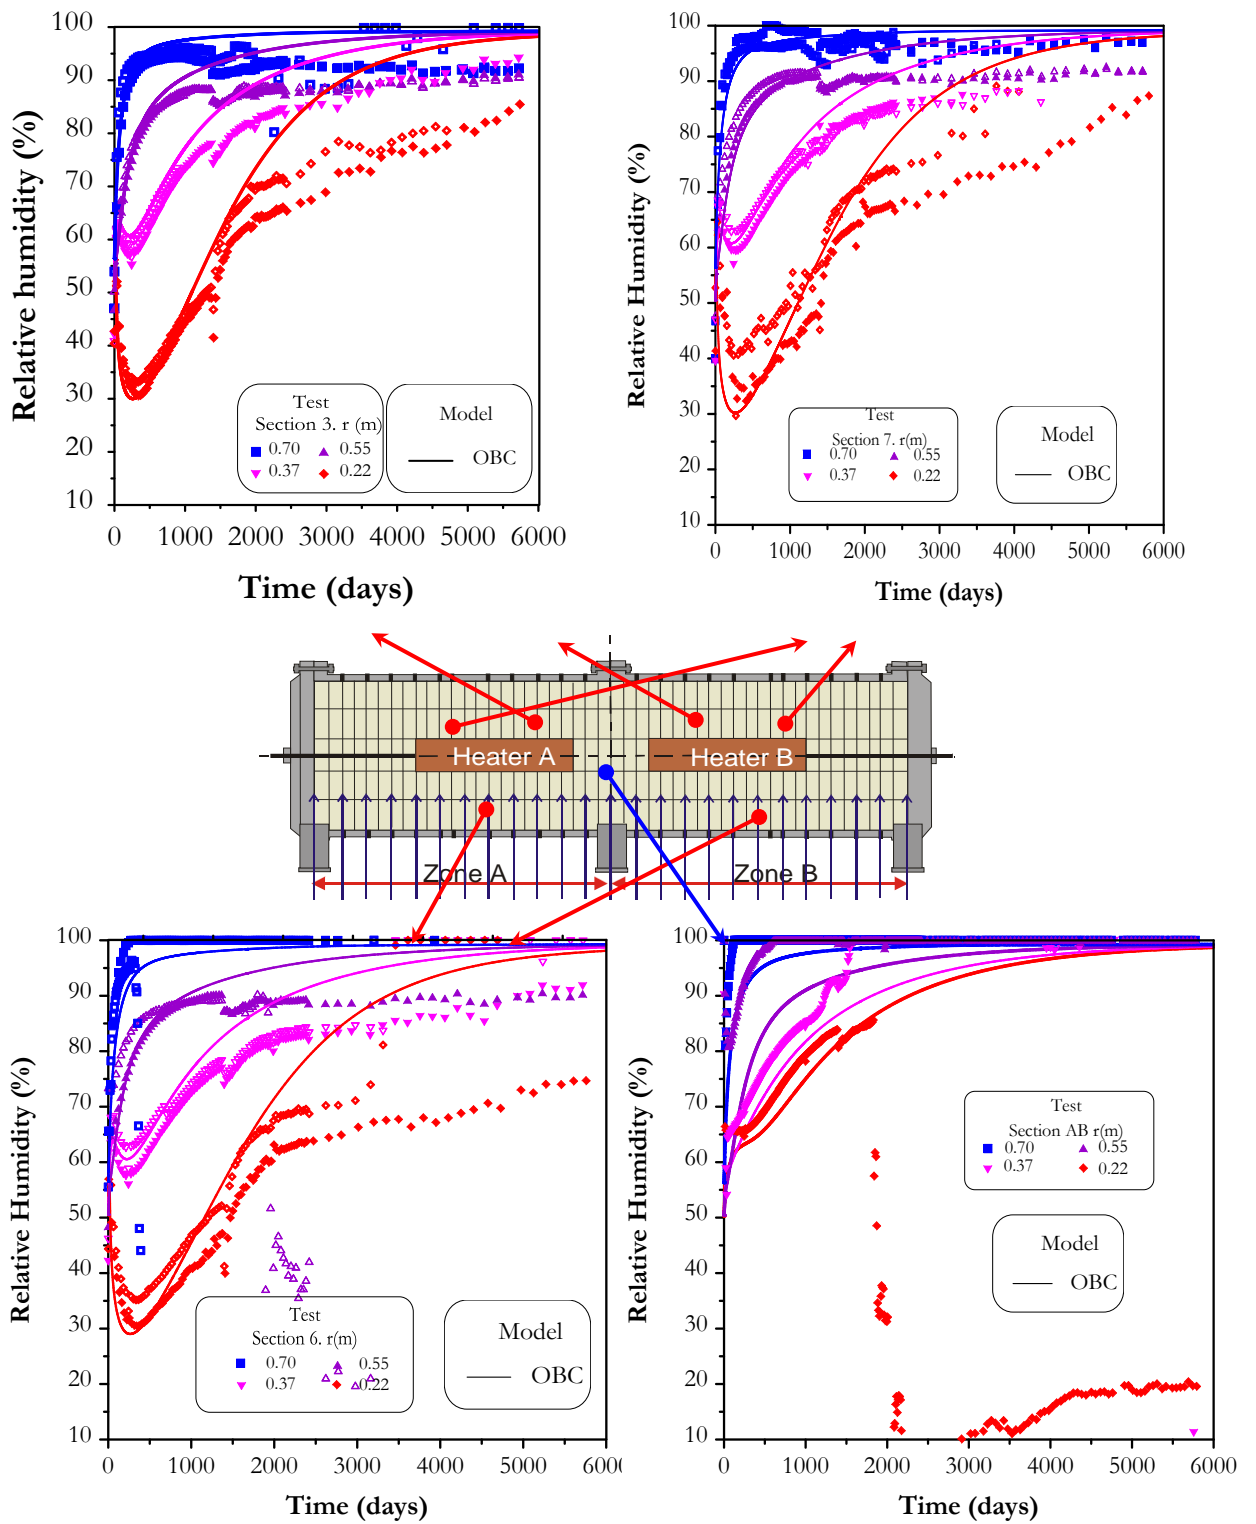 Relative humidity (%)
100
90
80
70
60
50
40
30
20
10
0 1000 2000 3000 4000 5000 6000
Time (days)
Test
Section 3. r (m)
0.70 0.55
0.37 0.22
Model
OBC
Relative Humidity (%)
100
90
80
70
60
50
40
30
20
10
0 1000 2000 3000 4000 5000 6000
Time (days)
Test
Section 7. r(m)
0.70 0.55
0.37 0.22
Model
OBC
Heater A Heater B
Zone A Zone B
Relative Humidity (%)
100
90
80
70
60
50
40
30
20
10
0 1000 2000 3000 4000 5000 6000
Time (days)
Test
Section 6. r(m)
0.70 0.55
0.37 0.22
Model
OBC
Relative Humidity (%)
100
90
80
70
60
50
40
30
20
10
0 1000 2000 3000 4000 5000 6000
Time (days)
Test
Section AB r(m)
0.70 0.55
0.37 0.22
Model
OBC